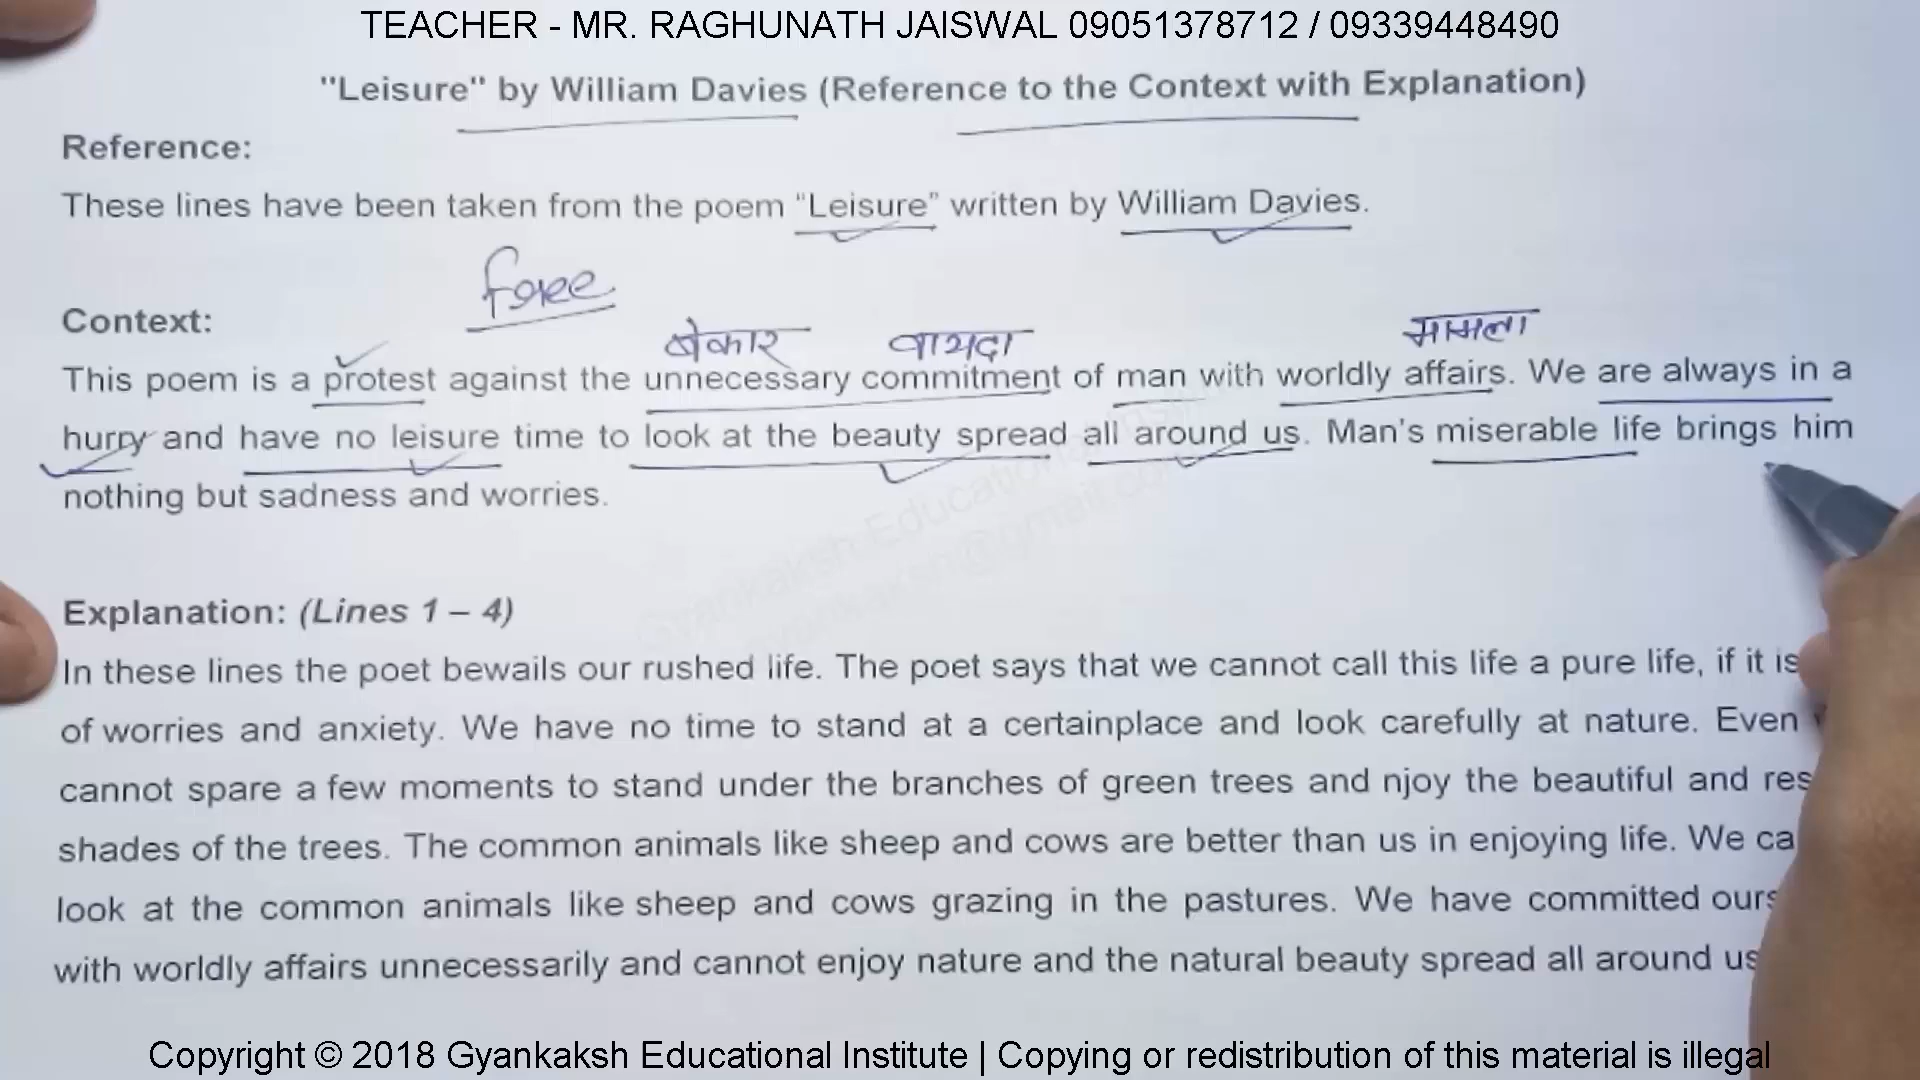 TEACHER - MR. RAGHUNATH JAISWAL 09051378712 / 09339448490
"Leisure" by William Davies (Reference to the Context with Explanation)
Reference:
These lines have been taken from the poem “Leisure” written by William Davies.
free
Context:
बेकार वायदा मामला
This poem is a protest against the unnecessary commitment of man with worldly affairs. We are always in a
hurry and have no leisure time to look at the beauty spread all around us. Man's miserable life brings him
nothing but sadness and worries.
Gyankaksh Educational
Explanation: (Lines 1 – 4)
In these lines the poet bewails our rushed life. The poet says that we cannot call this life a pure life, if it is
of worries and anxiety. We have no time to stand at a certainplace and look carefully at nature. Even
cannot spare a few moments to stand under the branches of green trees and njoy the beautiful and
shades of the trees. The common animals like sheep and cows are better than us in enjoying life. We
look at the common animals like sheep and cows grazing in the pastures. We have committed
with worldly affairs unnecessarily and cannot enjoy nature and the natural beauty spread all around us
Copyright © 2018 Gyankaksh Educational Institute | Copying or redistribution of this material is illegal